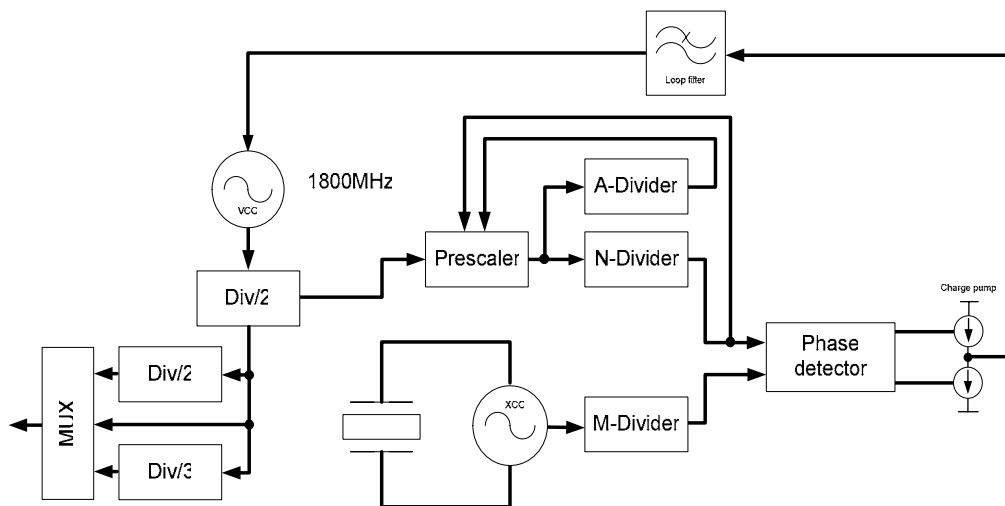 Loop filter
1800MHz
VCC
A-Divider
Prescaler
N-Divider
Div/2
Charge pump
Phase
detector
Div/2
MUX
XCC
M-Divider
Div/3